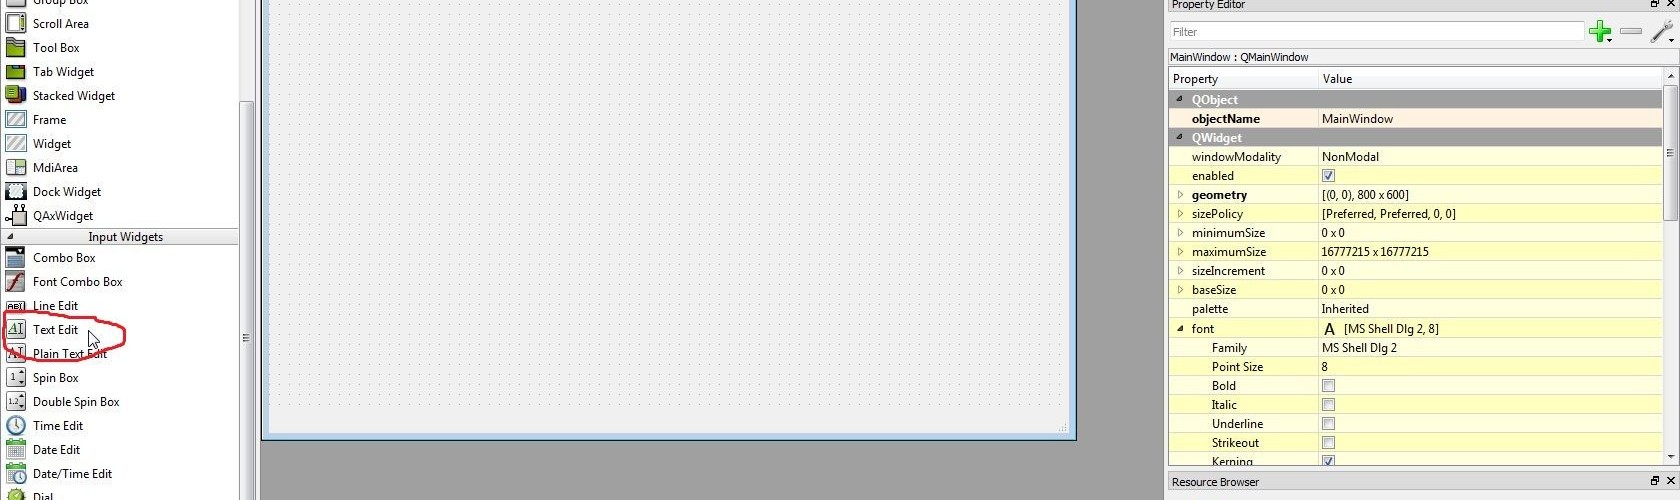 Group Box
Scroll Area
Tool Box
Tab Widget
Stacked Widget
Frame
Widget
MdiArea
Dock Widget
QAxWidget
Input Widgets
Combo Box
Font Combo Box
Line Edit
Text Edit
Plain Text Edit
Spin Box
Double Spin Box
Time Edit
Date Edit
Date/Time Edit
Dial
Property Editor
Filter
MainWindow : QMainWindow
Property Value
QObject
objectName MainWindow
QWidget
windowModality NonModal
enabled
geometry [(0, 0), 800 x 600]
sizePolicy [Preferred, Preferred, 0, 0]
minimumSize 0 x 0
maximumSize 16777215 x 16777215
sizeIncrement 0 x 0
baseSize 0 x 0
palette Inherited
font A [MS Shell Dlg 2, 8]
Family MS Shell Dlg 2
Point Size 8
Bold
Italic
Underline
Strikeout
Kerning
Resource Browser